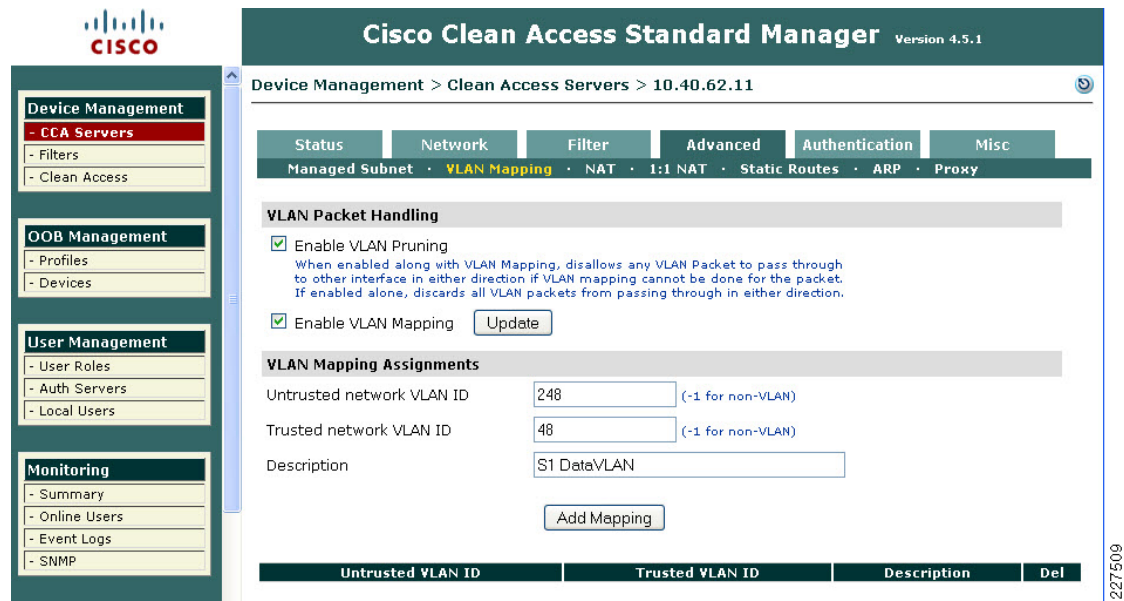 CISCO
Cisco Clean Access Standard Manager Version 4.5.1
Device Management > Clean Access Servers > 10.40.62.11
Device Management
- CCA Servers
- Filters
- Clean Access
OOB Management
- Profiles
- Devices
User Management
- User Roles
- Auth Servers
- Local Users
Monitoring
- Summary
- Online Users
- Event Logs
- SNMP
Status Network Filter Advanced Authentication Misc
Managed Subnet · VLAN Mapping · NAT · 1:1 NAT · Static Routes · ARP · Proxy
VLAN Packet Handling
Enable VLAN Pruning
When enabled along with VLAN Mapping, disallows any VLAN Packet to pass through
to other interface in either direction if VLAN mapping cannot be done for the packet.
If enabled alone, discards all VLAN packets from passing through in either direction.
Enable VLAN Mapping Update
VLAN Mapping Assignments
Untrusted network VLAN ID 248 (-1 for non-VLAN)
Trusted network VLAN ID 48 (-1 for non-VLAN)
Description S1 DataVLAN
Add Mapping
Untrusted VLAN ID Trusted VLAN ID Description Del
227509